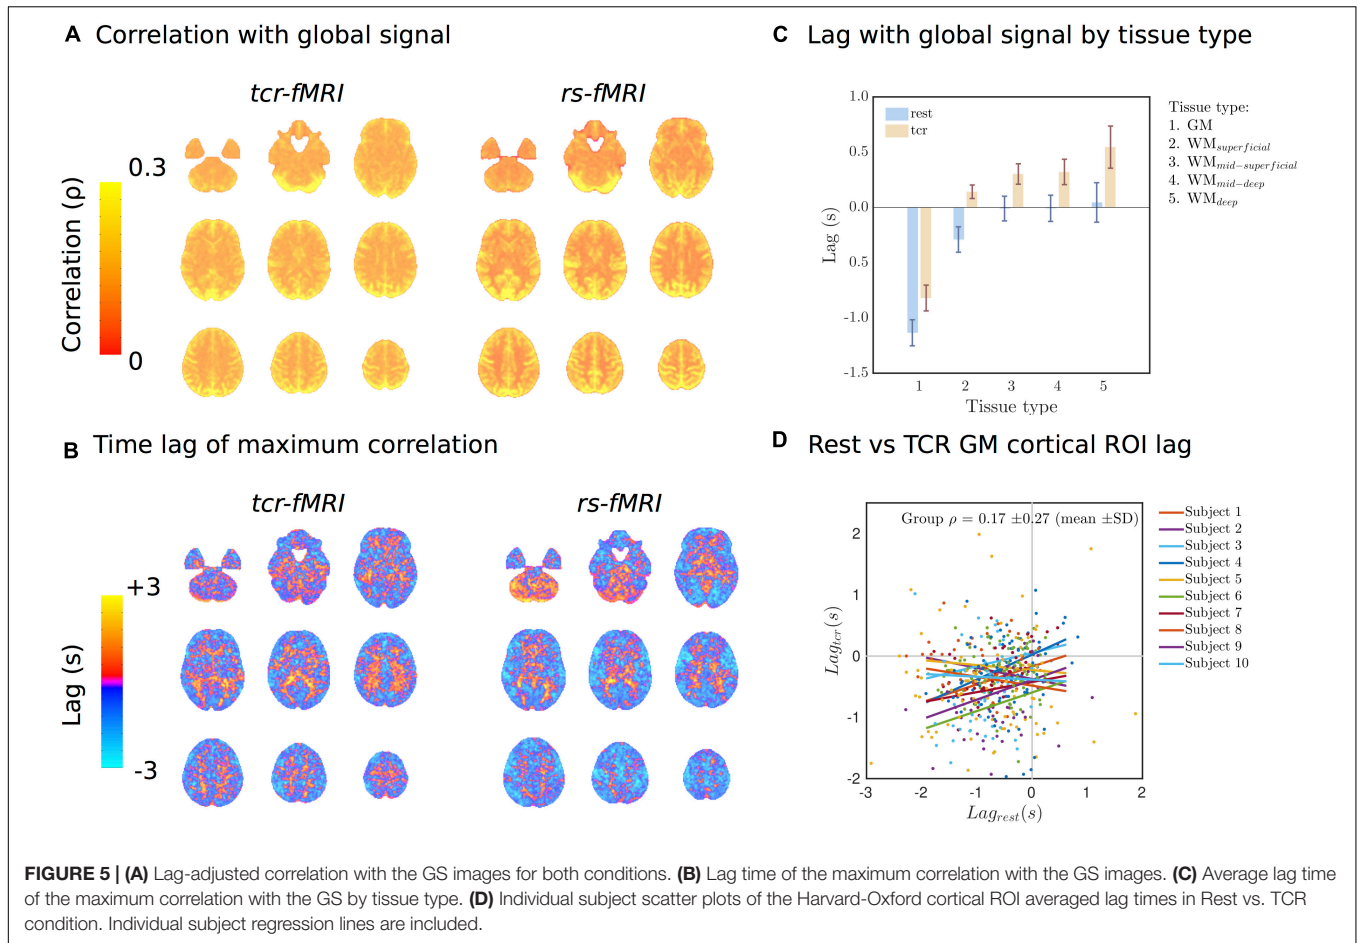 A Correlation with global signal
tcr-fMRI
rs-fMRI
0.3
Correlation (ρ)
0
B Time lag of maximum correlation
tcr-fMRI
rs-fMRI
+3
Lag (s)
-3
C Lag with global signal by tissue type
1.0
0.5
0.0
0.5
-1.0
-1.5
Lag (s)
rest
tcr
1 2 3 4 5
Tissue type
Tissue type:
1. GM
2. WM_superficial
3. WM_mid−superficial
4. WM_mid−deep
5. WM_deep
D Rest vs TCR GM cortical ROI lag
Group ρ = 0.17 ±0.27 (mean ±SD)
2
1
0
-1
-2
Lag_tcr(s)
-3 -2 -1 0 1 2
Lag_rest(s)
Subject 1
Subject 2
Subject 3
Subject 4
Subject 5
Subject 6
Subject 7
Subject 8
Subject 9
Subject 10
FIGURE 5 | (A) Lag-adjusted correlation with the GS images for both conditions. (B) Lag time of the maximum correlation with the GS images. (C) Average lag time
of the maximum correlation with the GS by tissue type. (D) Individual subject scatter plots of the Harvard-Oxford cortical ROI averaged lag times in Rest vs. TCR
condition. Individual subject regression lines are included.